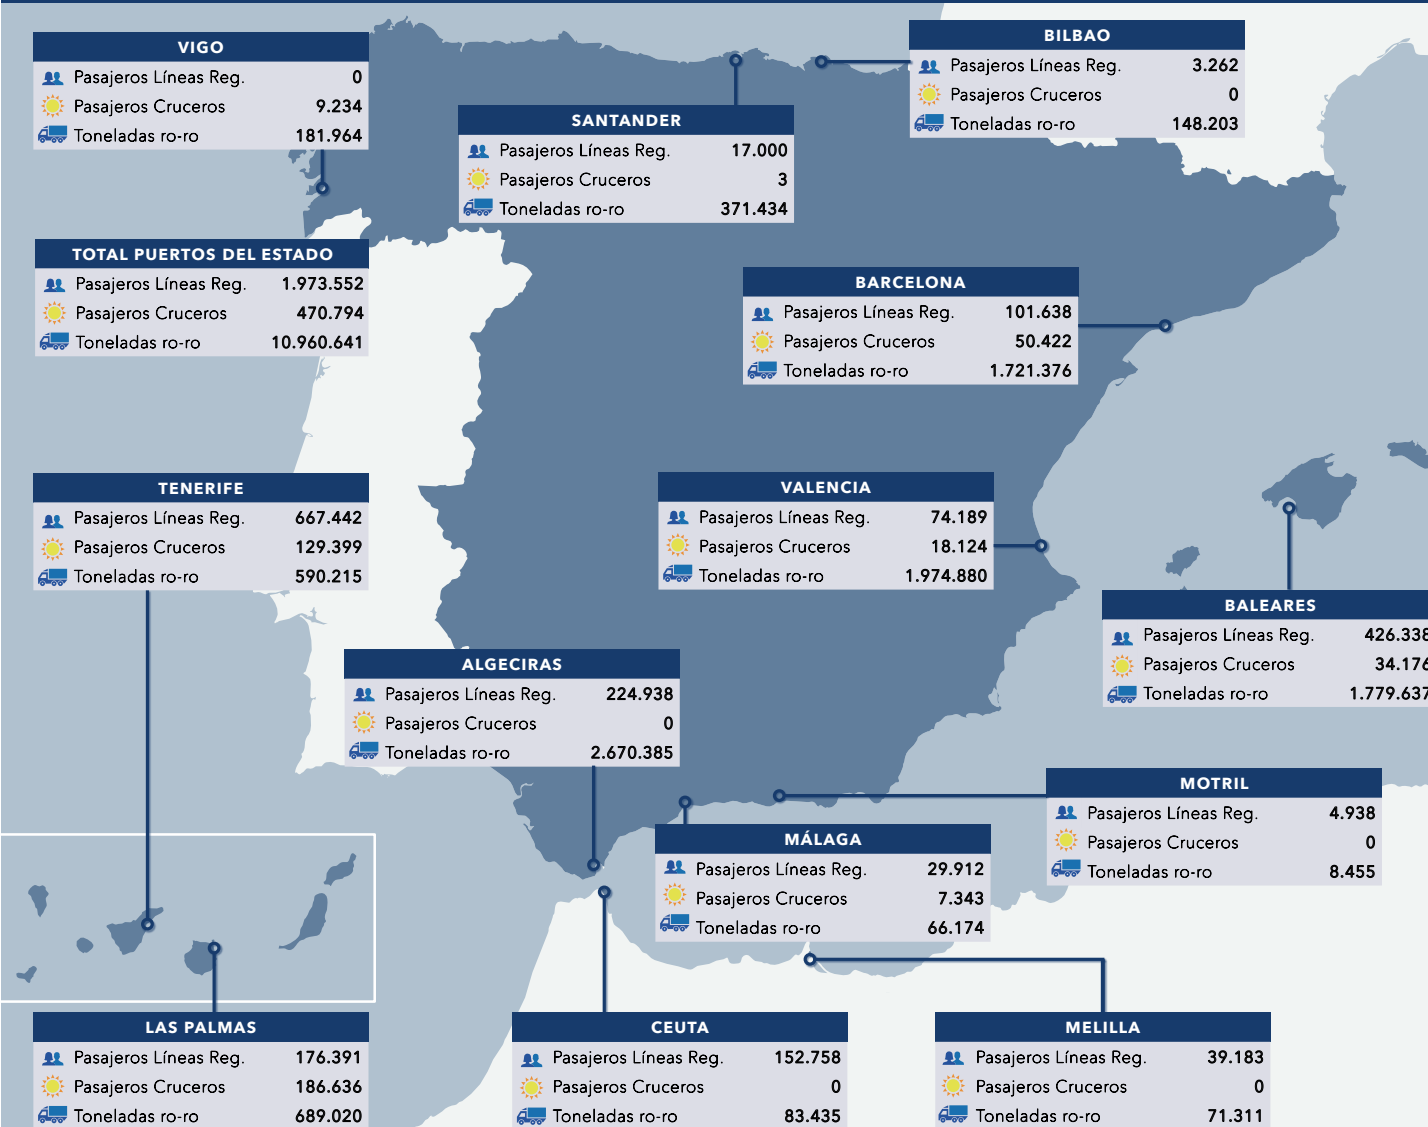 VIGO
Pasajeros Líneas Reg. 0
Pasajeros Cruceros 9.234
Toneladas ro-ro 181.964
BILBAO
Pasajeros Líneas Reg. 3.262
Pasajeros Cruceros 0
Toneladas ro-ro 148.203
SANTANDER
Pasajeros Líneas Reg. 17.000
Pasajeros Cruceros 3
Toneladas ro-ro 371.434
TOTAL PUERTOS DEL ESTADO
Pasajeros Líneas Reg. 1.973.552
Pasajeros Cruceros 470.794
Toneladas ro-ro 10.960.641
BARCELONA
Pasajeros Líneas Reg. 101.638
Pasajeros Cruceros 50.422
Toneladas ro-ro 1.721.376
TENERIFE
Pasajeros Líneas Reg. 667.442
Pasajeros Cruceros 129.399
Toneladas ro-ro 590.215
VALENCIA
Pasajeros Líneas Reg. 74.189
Pasajeros Cruceros 18.124
Toneladas ro-ro 1.974.880
BALEARES
Pasajeros Líneas Reg. 426.338
Pasajeros Cruceros 34.176
Toneladas ro-ro 1.779.637
ALGECIRAS
Pasajeros Líneas Reg. 224.938
Pasajeros Cruceros 0
Toneladas ro-ro 2.670.385
MOTRIL
Pasajeros Líneas Reg. 4.938
Pasajeros Cruceros 0
Toneladas ro-ro 8.455
MÁLAGA
Pasajeros Líneas Reg. 29.912
Pasajeros Cruceros 7.343
Toneladas ro-ro 66.174
LAS PALMAS
Pasajeros Líneas Reg. 176.391
Pasajeros Cruceros 186.636
Toneladas ro-ro 689.020
CEUTA
Pasajeros Líneas Reg. 152.758
Pasajeros Cruceros 0
Toneladas ro-ro 83.435
MELILLA
Pasajeros Líneas Reg. 39.183
Pasajeros Cruceros 0
Toneladas ro-ro 71.311